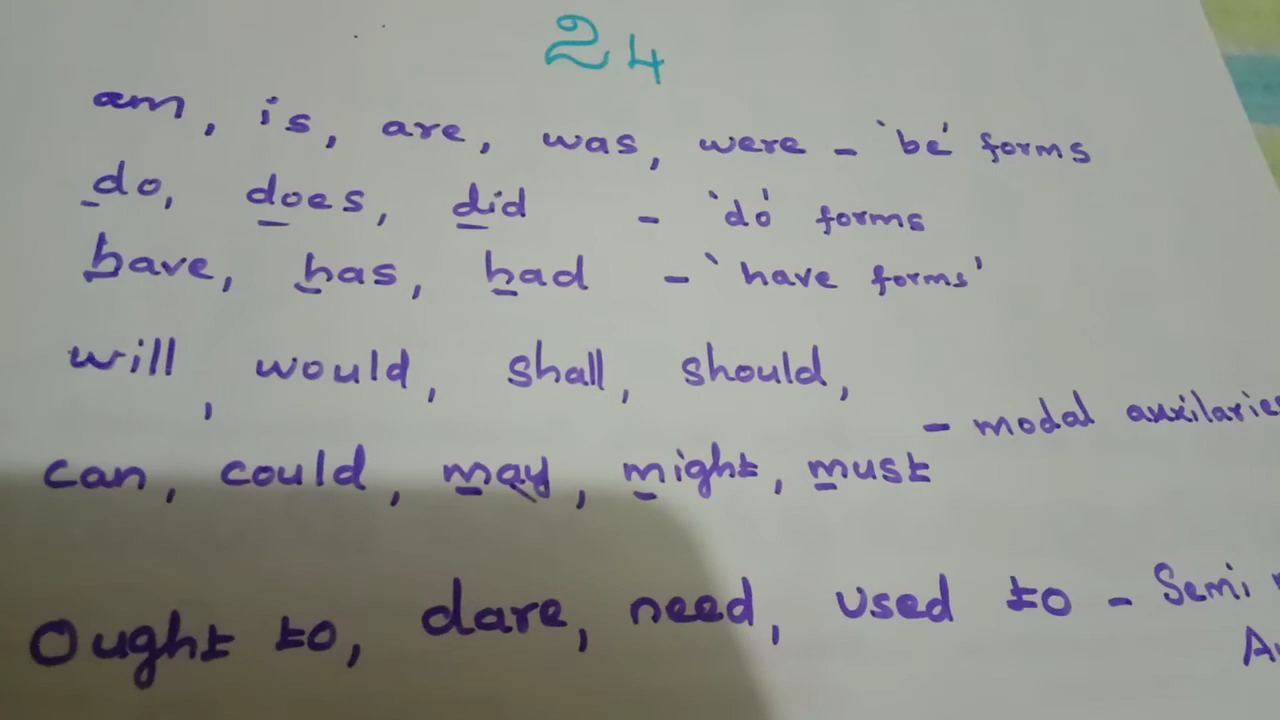 24
am, is, are, was, were - 'be' forms
do, does, did - 'do' forms
have, has, had - 'have forms'
will, would, shall, should,
- modal auxilaries
can, could, may, might, must
Ought to, dare, need, used to - Semi